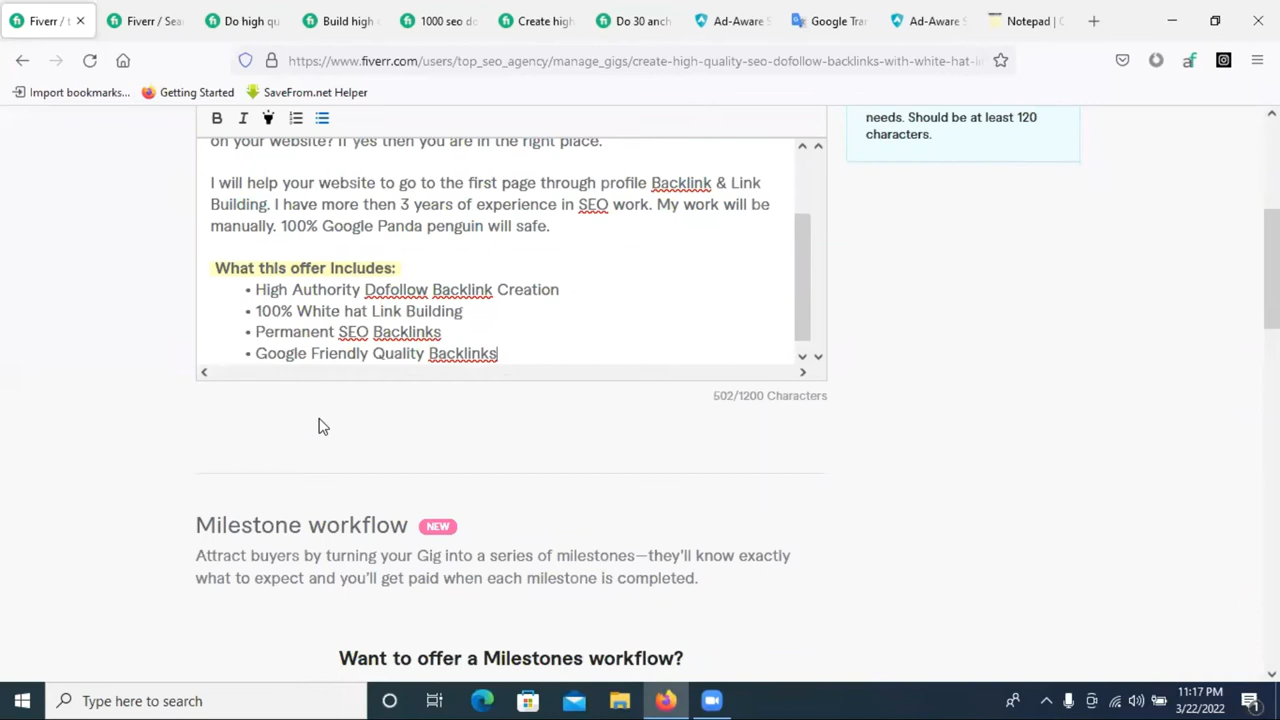 Fiverr / t
Fiverr / Sea
Do high qu
Build high
1000 seo do
Create high
Do 30 anch
Ad-Aware S
Google Tra
Ad-Aware S
Notepad | C
https://www.fiverr.com/users/top_seo_agency/manage_gigs/create-high-quality-seo-dofollow-backlinks-with-white-hat-li
Import bookmarks...
Getting Started
SaveFrom.net Helper
B I
needs. Should be at least 120
characters.
on your website? If yes then you are in the right place.
I will help your website to go to the first page through profile Backlink & Link
Building. I have more then 3 years of experience in SEO work. My work will be
manually. 100% Google Panda penguin will safe.
What this offer Includes:
• High Authority Dofollow Backlink Creation
• 100% White hat Link Building
• Permanent SEO Backlinks
• Google Friendly Quality Backlinks
502/1200 Characters
Milestone workflow NEW
Attract buyers by turning your Gig into a series of milestones—they'll know exactly
what to expect and you'll get paid when each milestone is completed.
Want to offer a Milestones workflow?
Type here to search
11:17 PM
3/22/2022
1